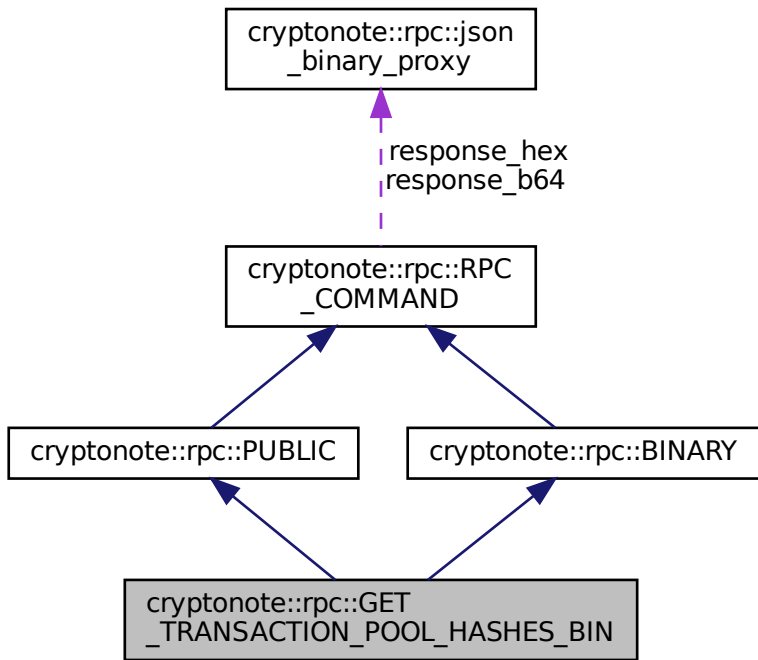 cryptonote::rpc::json
_binary_proxy
response_hex
response_b64
cryptonote::rpc::RPC
_COMMAND
cryptonote::rpc::PUBLIC
cryptonote::rpc::BINARY
cryptonote::rpc::GET
_TRANSACTION_POOL_HASHES_BIN